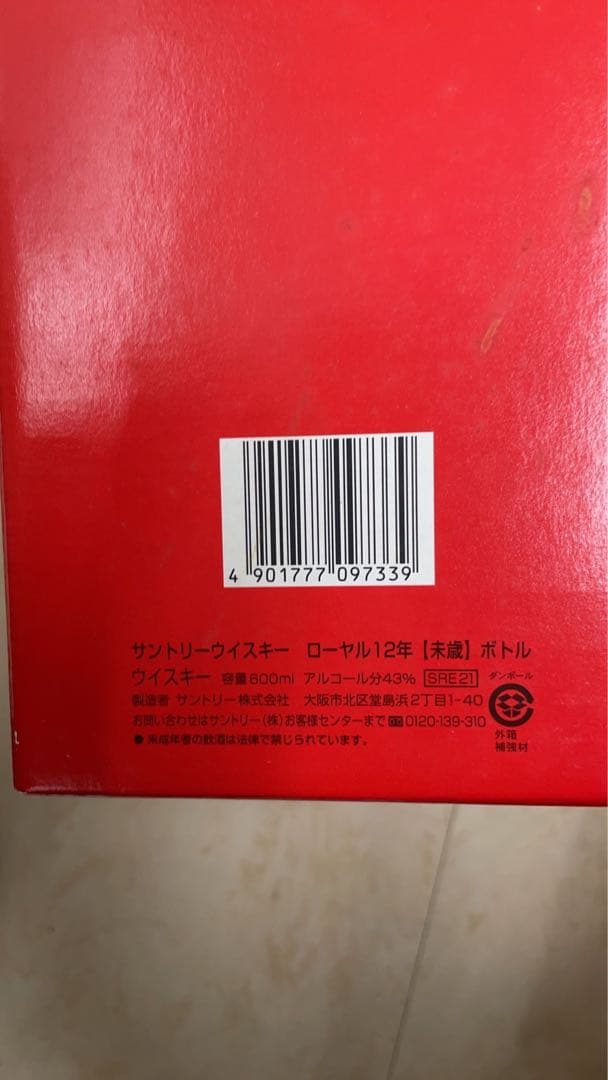 4 901777 097339
サントリーウイスキー ローヤル12年【未歳】ボトル
ウイスキー 容量600ml アルコール分43% SRE21
ダンボール
製造者 サントリー株式会社 大阪市北区堂島浜2丁目1-40
お問い合わせはサントリー(株)お客様センターまで 0120-139-310
外箱
補強材
● 未成年者の飲酒は法律で禁じられています。